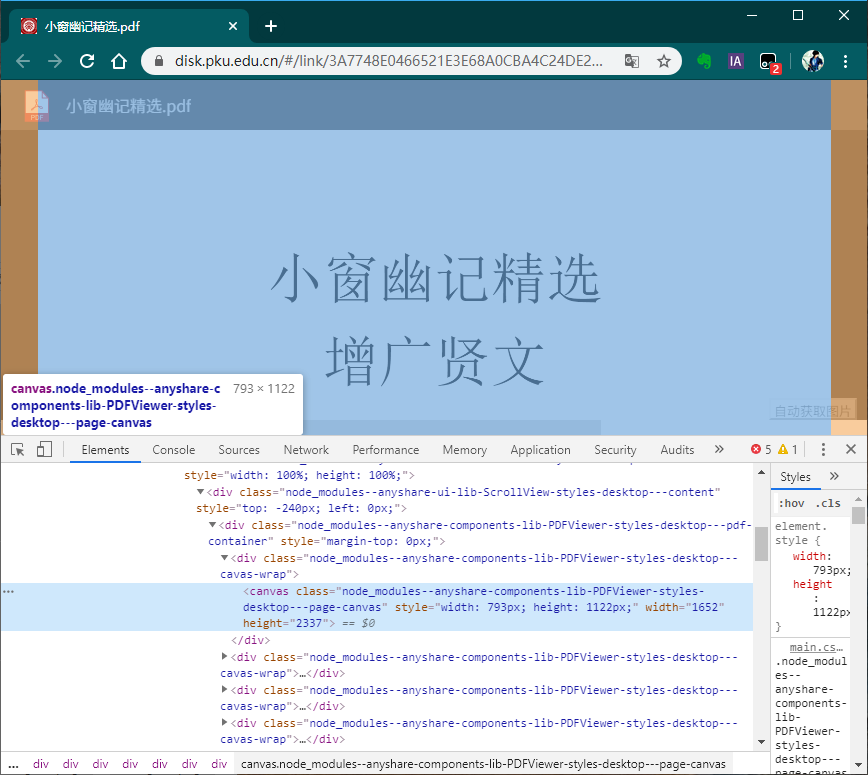 小窗幽记精选.pdf
disk.pku.edu.cn/#/link/3A7748E0466521E3E68A0CBA4C24DE2...
IA
2
PDF
小窗幽记精选.pdf
小窗幽记精选
增广贤文
canvas.node_modules--anyshare-c
omponents-lib-PDFViewer-styles-
desktop---page-canvas
793 × 1122
自动获取图片
Elements Console Sources Network Performance Memory Application Security Audits » 5 1
style="width: 100%; height: 100%;">
▼<div class="node_modules--anyshare-ui-lib-ScrollView-styles-desktop---content"
style="top: -240px; left: 0px;">
▼<div class="node_modules--anyshare-components-lib-PDFViewer-styles-desktop---pdf-
container" style="margin-top: 0px;">
▼<div class="node_modules--anyshare-components-lib-PDFViewer-styles-desktop---
cavas-wrap">
… <canvas class="node_modules--anyshare-components-lib-PDFViewer-styles-
desktop---page-canvas" style="width: 793px; height: 1122px;" width="1652"
height="2337"> == $0
</div>
▶<div class="node_modules--anyshare-components-lib-PDFViewer-styles-desktop---
cavas-wrap">…</div>
▶<div class="node_modules--anyshare-components-lib-PDFViewer-styles-desktop---
cavas-wrap">…</div>
▶<div class="node_modules--anyshare-components-lib-PDFViewer-styles-desktop---
cavas-wrap">…</div>
Styles »
:hov .cls
element.
style {
width:
793px;
height
:
1122px
}
main.cs…
.node_modul
es--
anyshare-
components-
lib-
PDFViewer-
styles-
desktop---
page-canvas
… div div div div div div div canvas.node_modules--anyshare-components-lib-PDFViewer-styles-desktop---page-canvas